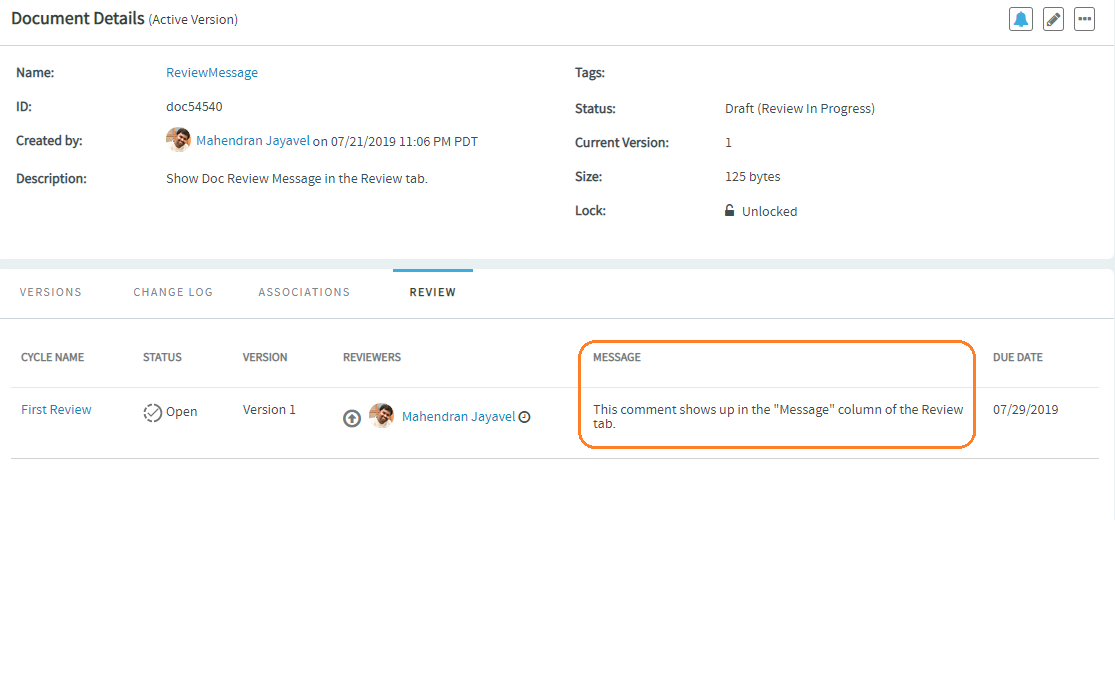 Document Details (Active Version)
Name: ReviewMessage
ID: doc54540
Created by: Mahendran Jayavel on 07/21/2019 11:06 PM PDT
Description: Show Doc Review Message in the Review tab.
Tags:
Status: Draft (Review In Progress)
Current Version: 1
Size: 125 bytes
Lock: Unlocked
VERSIONS CHANGE LOG ASSOCIATIONS REVIEW
CYCLE NAME STATUS VERSION REVIEWERS MESSAGE DUE DATE
First Review Open Version 1 Mahendran Jayavel This comment shows up in the "Message" column of the Review 07/29/2019
tab.